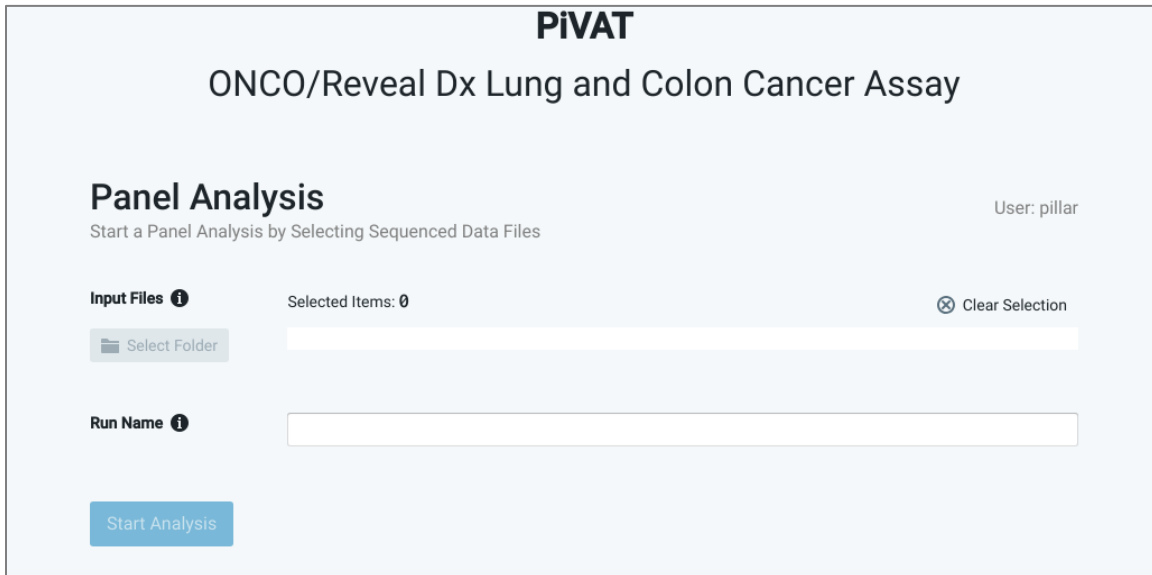 PiVAT
ONCO/Reveal Dx Lung and Colon Cancer Assay
Panel Analysis
User: pillar
Start a Panel Analysis by Selecting Sequenced Data Files
Input Files
Selected Items: 0
Clear Selection
Select Folder
Run Name
Start Analysis